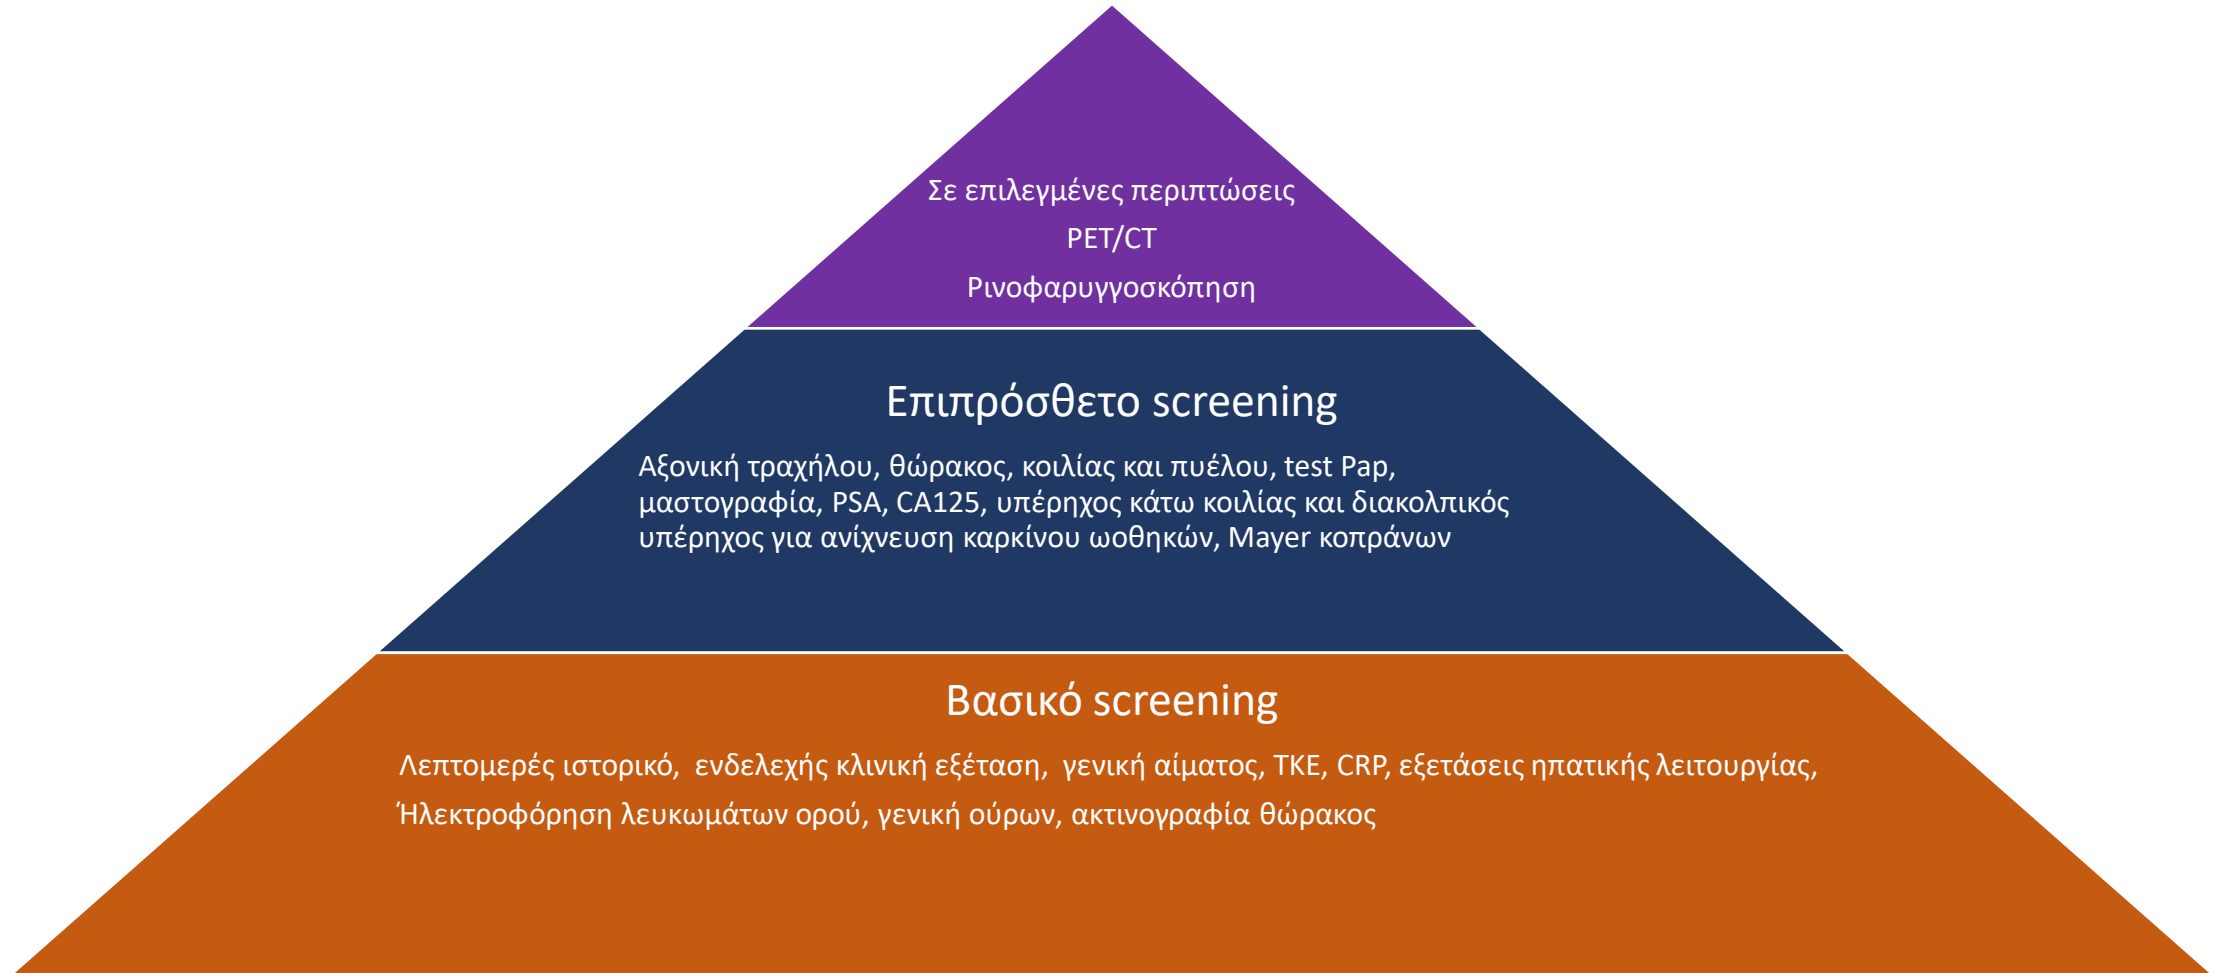 Σε επιλεγμένες περιπτώσεις
PET/CT
Ρινοφαρυγγοσκόπηση
Επιπρόσθετο screening
Αξονική τραχήλου, θώρακος, κοιλίας και πυέλου, test Pap,
μαστογραφία, PSA, CA125, υπέρηχος κάτω κοιλίας και διακολπικός
υπέρηχος για ανίχνευση καρκίνου ωοθηκών, Mayer κοπράνων
Βασικό screening
Λεπτομερές ιστορικό, ενδελεχής κλινική εξέταση, γενική αίματος, ΤΚΕ, CRP, εξετάσεις ηπατικής λειτουργίας,
Ήλεκτροφόρηση λευκωμάτων ορού, γενική ούρων, ακτινογραφία θώρακος